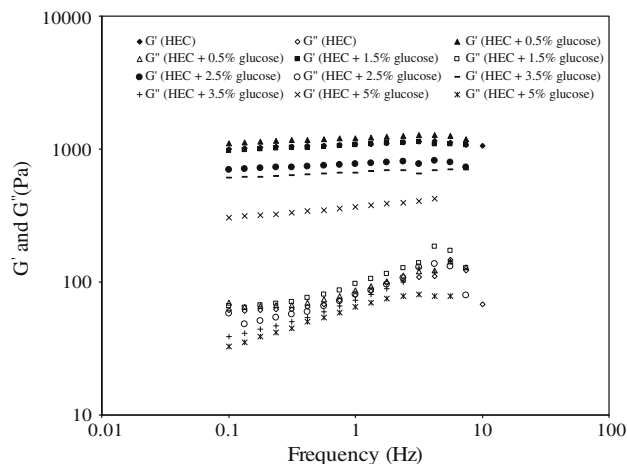 10000
◆ G' (HEC) ◇ G" (HEC) ▲ G' (HEC + 0.5% glucose)
△ G" (HEC + 0.5% glucose) ■ G' (HEC + 1.5% glucose) □ G" (HEC + 1.5% glucose)
● G' (HEC + 2.5% glucose) ○ G" (HEC + 2.5% glucose) – G' (HEC + 3.5% glucose)
+ G" (HEC + 3.5% glucose) × G' (HEC + 5% glucose) ж G" (HEC + 5% glucose)
1000
G' and G"(Pa)
100
10
0.01 0.1 1 10 100
Frequency (Hz)